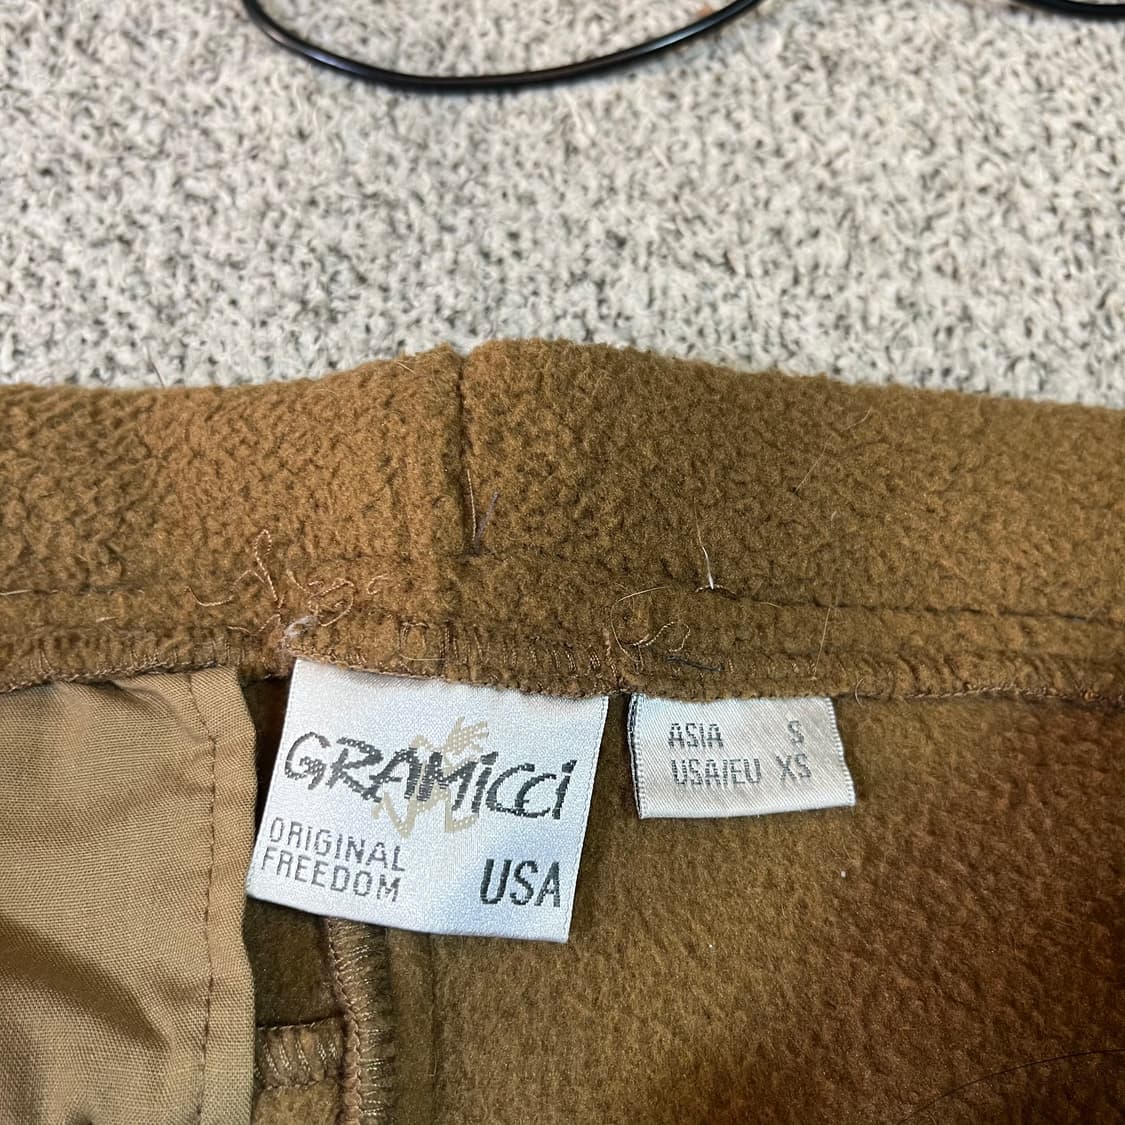 GRAMicci
ORIGINAL
FREEDOM
USA
ASIA S
USA/EU XS